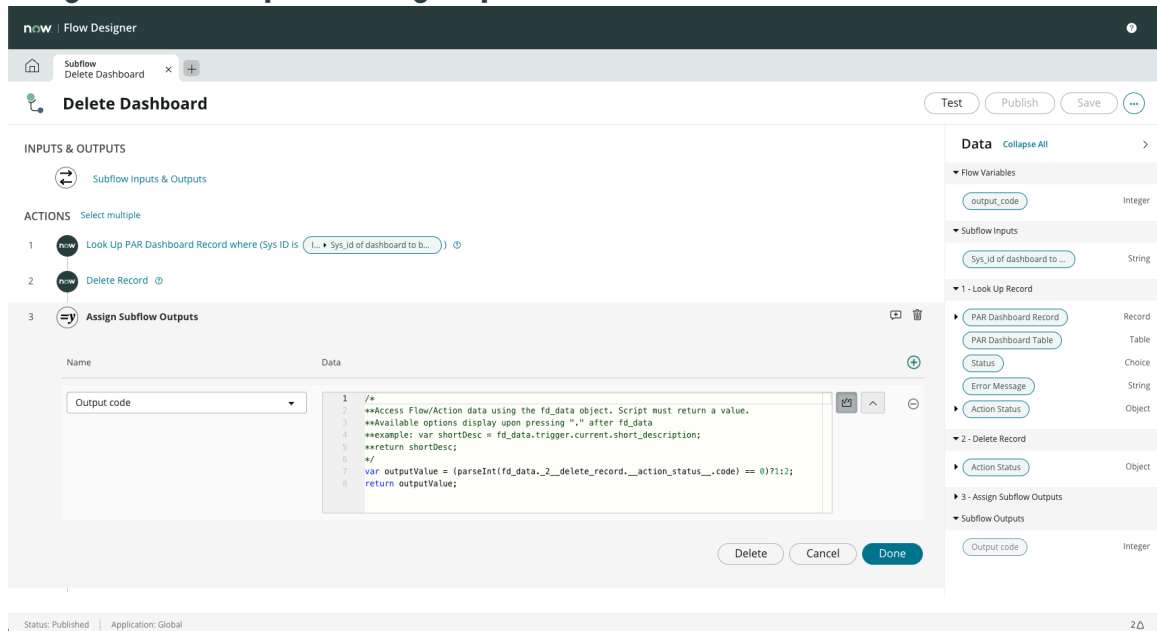 now | Flow Designer
Subflow
Delete Dashboard
Delete Dashboard
Test
Publish
Save
INPUTS & OUTPUTS
Subflow Inputs & Outputs
ACTIONS Select multiple
1 now Look Up PAR Dashboard Record where (Sys ID is I... ▸ Sys_id of dashboard to b... )
2 now Delete Record
3 =y Assign Subflow Outputs
Name Data
Output code
1 /*
2 **Access Flow/Action data using the fd_data object. Script must return a value.
3 **Available options display upon pressing "." after fd_data
4 **example: var shortDesc = fd_data.trigger.current.short_description;
5 **return shortDesc;
6 */
7 var outputValue = (parseInt(fd_data._2__delete_record.__action_status__.code) == 0)?1:2;
8 return outputValue;
Delete
Cancel
Done
Data Collapse All
Flow Variables
output_code Integer
Subflow Inputs
Sys_id of dashboard to ... String
1 - Look Up Record
PAR Dashboard Record Record
PAR Dashboard Table Table
Status Choice
Error Message String
Action Status Object
2 - Delete Record
Action Status Object
3 - Assign Subflow Outputs
Subflow Outputs
Output code Integer
Status: Published | Application: Global
2